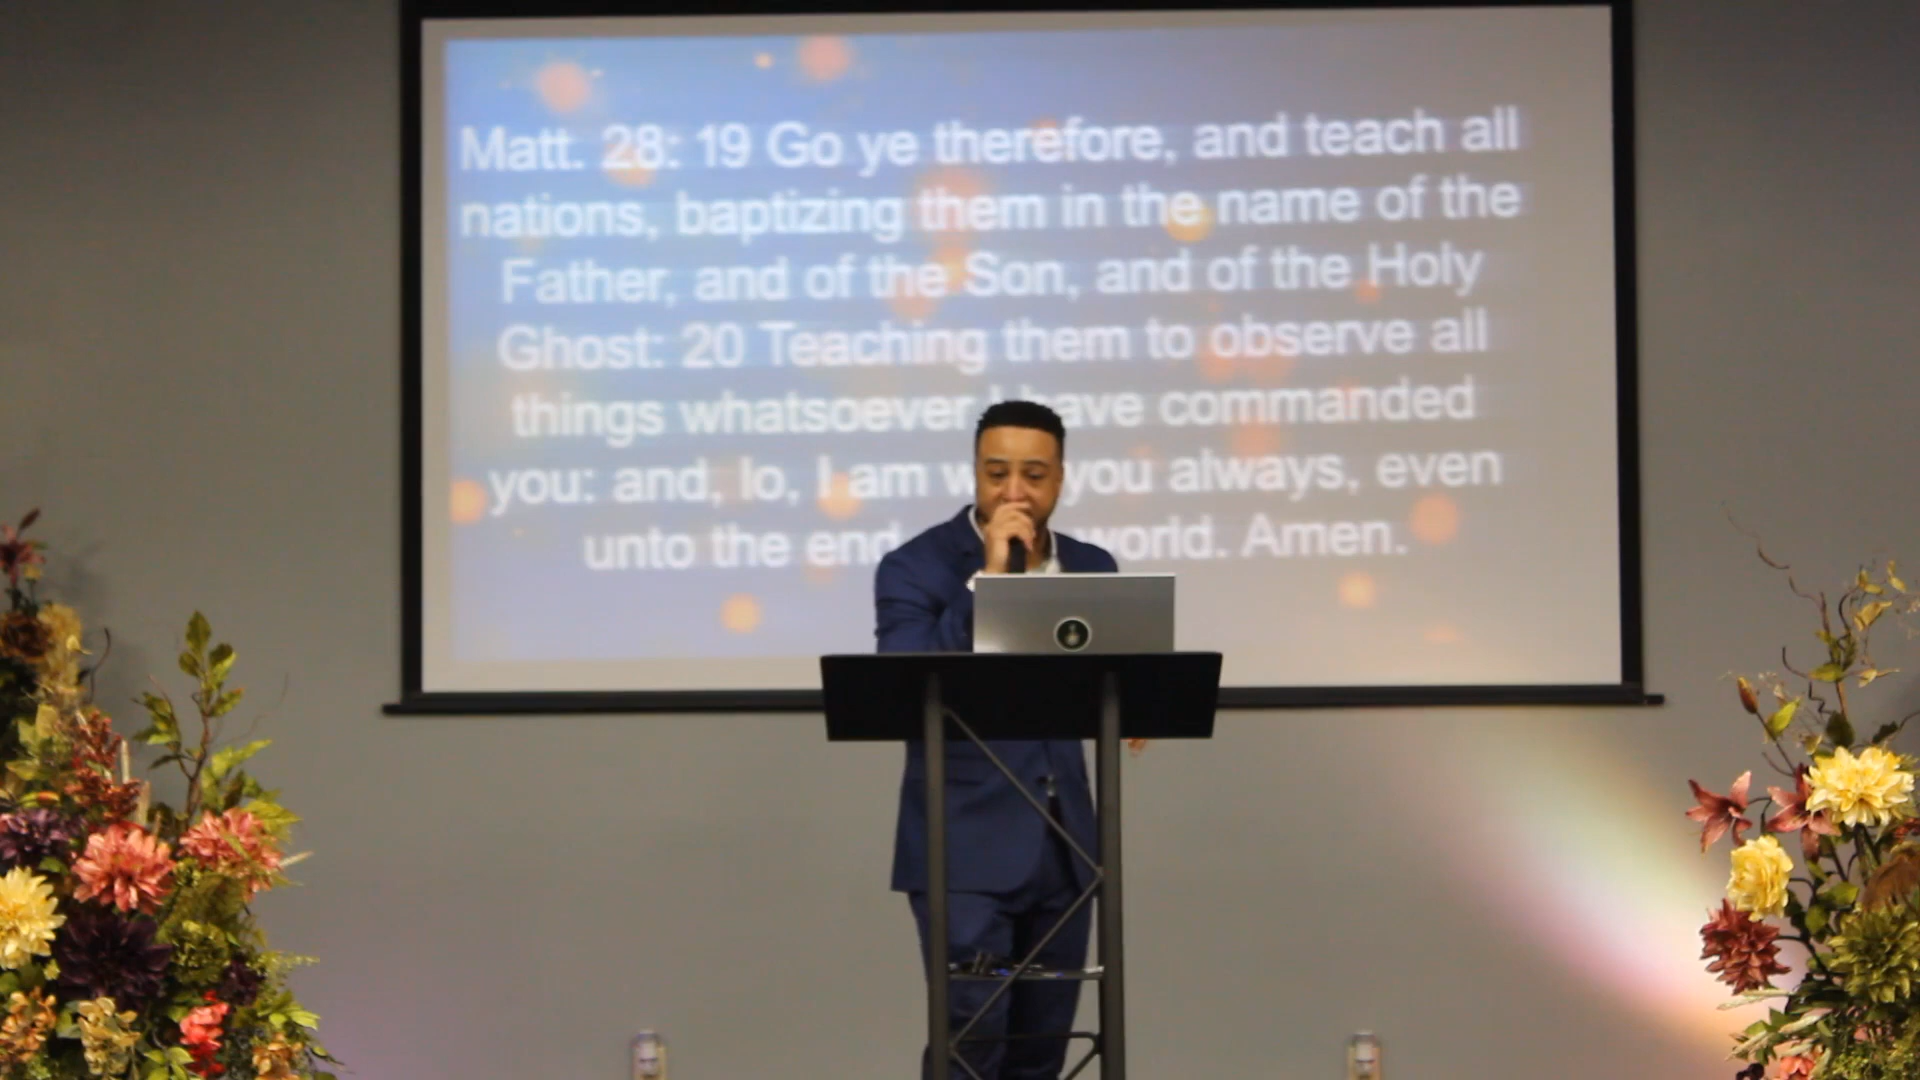 Matt. 28: 19 Go ye therefore, and teach all
nations, baptizing them in the name of the
Father, and of the Son, and of the Holy
Ghost: 20 Teaching them to observe all
things whatsoever I have commanded
you: and, lo, I am you always, even
unto the end world. Amen.